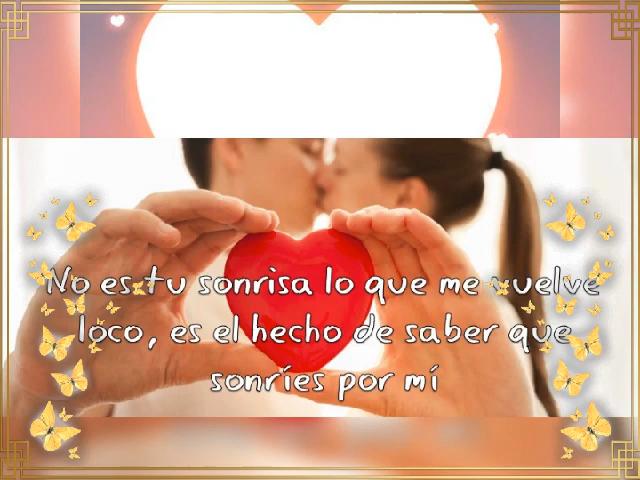 No es tu sonrisa lo que me vuelve
loco, es el hecho de saber que
sonríes por mí